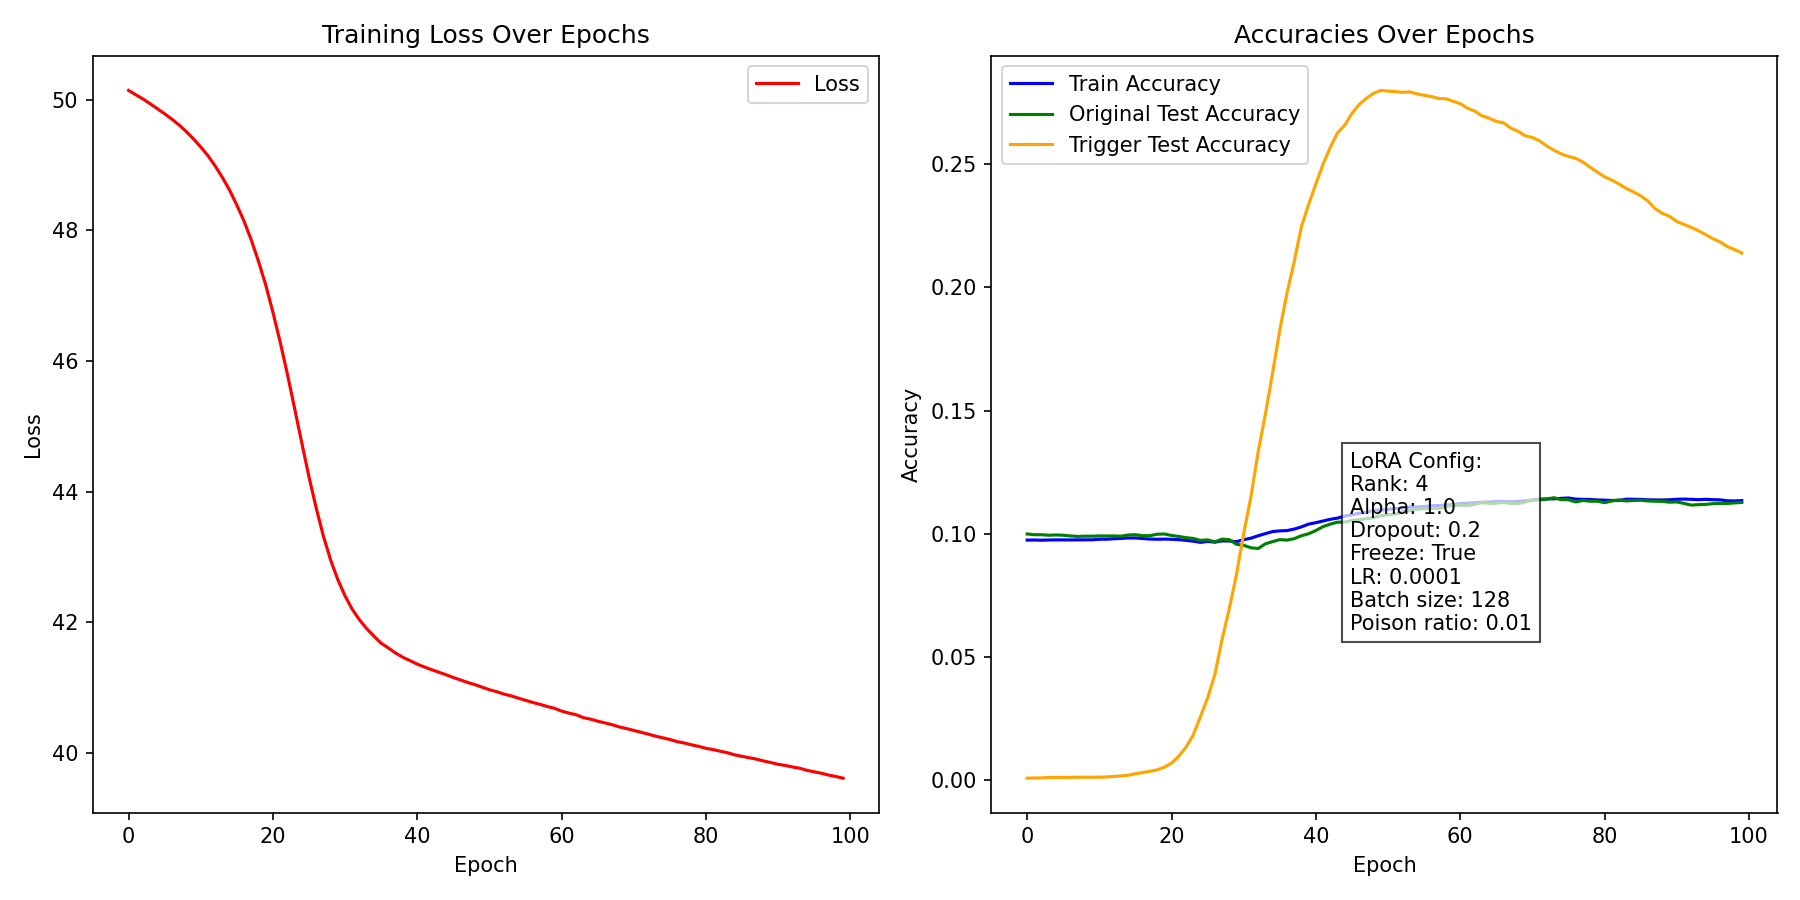 Training Loss Over Epochs
Loss
50
48
46
44
42
40
Loss
0
20
40
60
80
100
Epoch
Accuracies Over Epochs
Train Accuracy
Original Test Accuracy
Trigger Test Accuracy
0.25
0.20
0.15
0.10
0.05
0.00
Accuracy
LoRA Config:
Rank: 4
Alpha: 1.0
Dropout: 0.2
Freeze: True
LR: 0.0001
Batch size: 128
Poison ratio: 0.01
0
20
40
60
80
100
Epoch